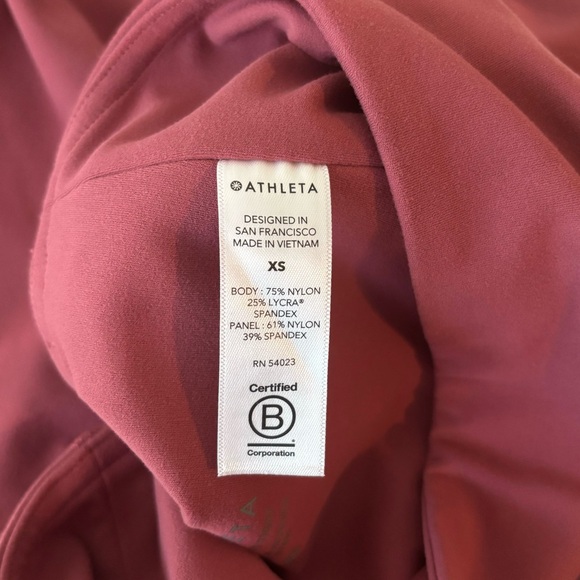 ATHLETA
DESIGNED IN
SAN FRANCISCO
MADE IN VIETNAM
XS
BODY : 75% NYLON
25% LYCRA®
SPANDEX
PANEL : 61% NYLON
39% SPANDEX
RN 54023
Certified
B
Corporation